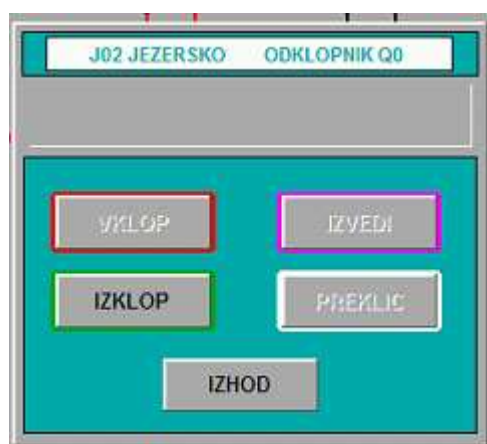 J02 JEZERSKO ODKLOPNIK Q0
VKLOP IZVEDI
IZKLOP PREKLIC
IZHOD